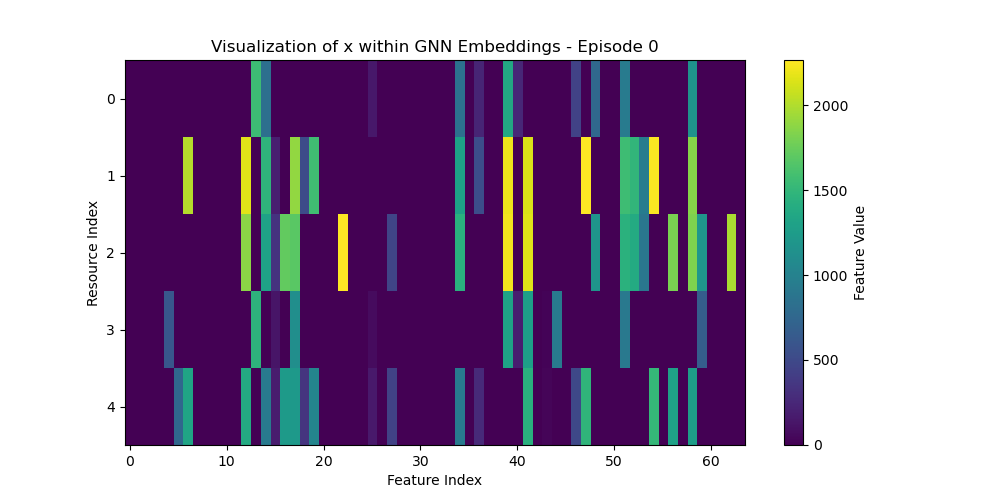 Visualization of x within GNN Embeddings - Episode 0
Resource Index
0
1
2
3
4
0 10 20 30 40 50 60
Feature Index
2000
1500
1000
500
0
Feature Value